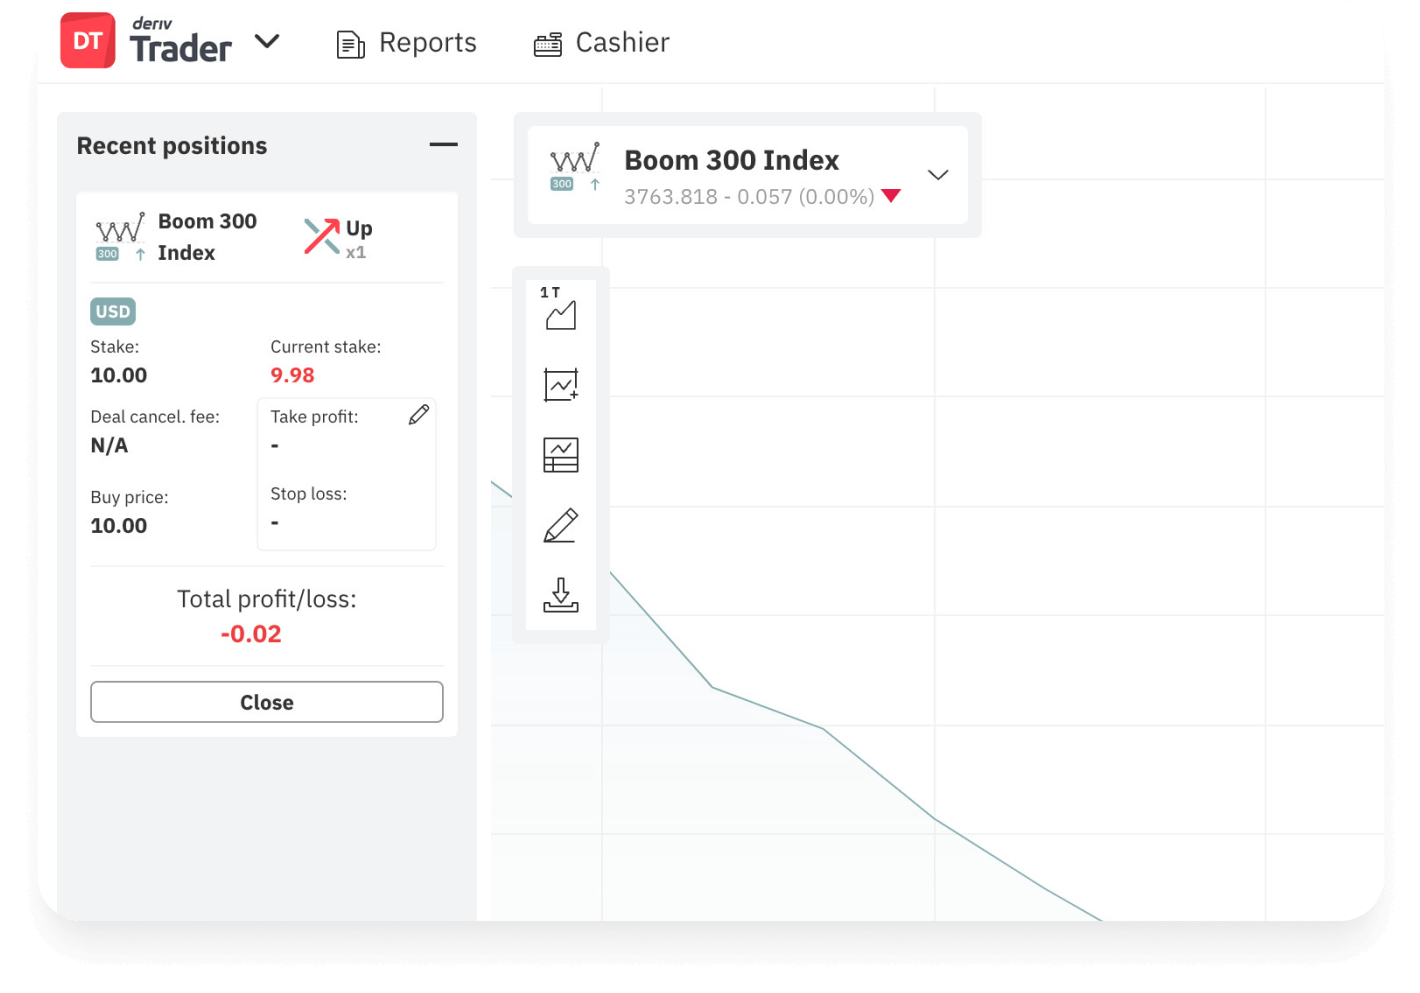 DT
deriv
Trader
Reports
Cashier
Recent positions
Boom 300
Index
300
Up
x1
USD
Stake:
10.00
Current stake:
9.98
Deal cancel. fee:
N/A
Take profit:
-
Buy price:
10.00
Stop loss:
-
Total profit/loss:
-0.02
Close
300
Boom 300 Index
3763.818 - 0.057 (0.00%)
1 T